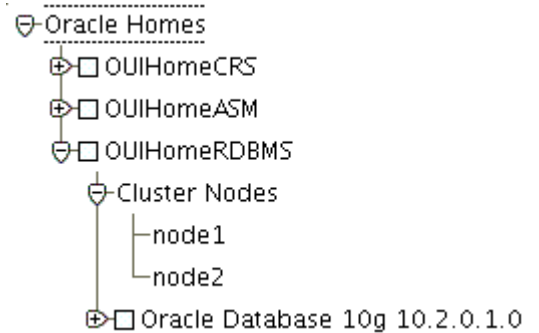 Oracle Homes
OUIHomeCRS
OUIHomeASM
OUIHomeRDBMS
Cluster Nodes
node1
node2
Oracle Database 10g 10.2.0.1.0